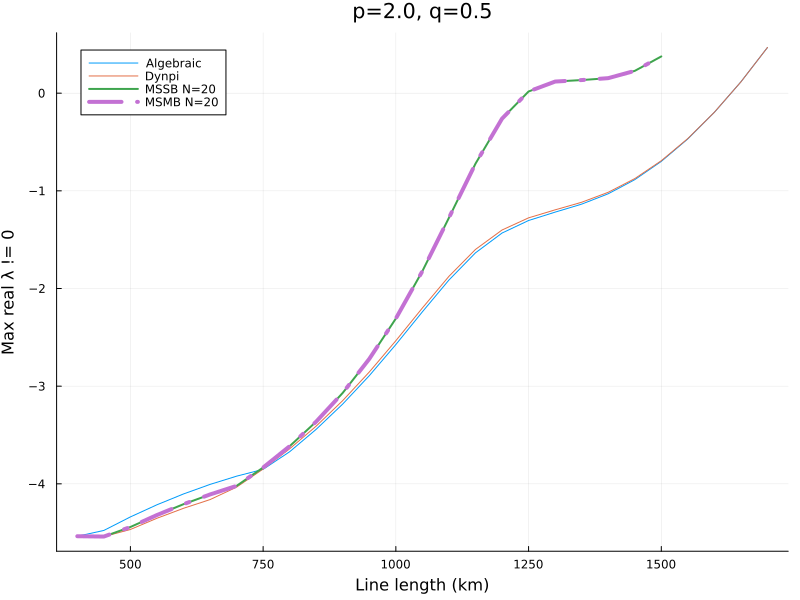 p=2.0, q=0.5
Algebraic
Dynpi
MSSB N=20
MSMB N=20
Max real λ != 0
0
−1
−2
−3
−4
500
750
1000
1250
1500
Line length (km)